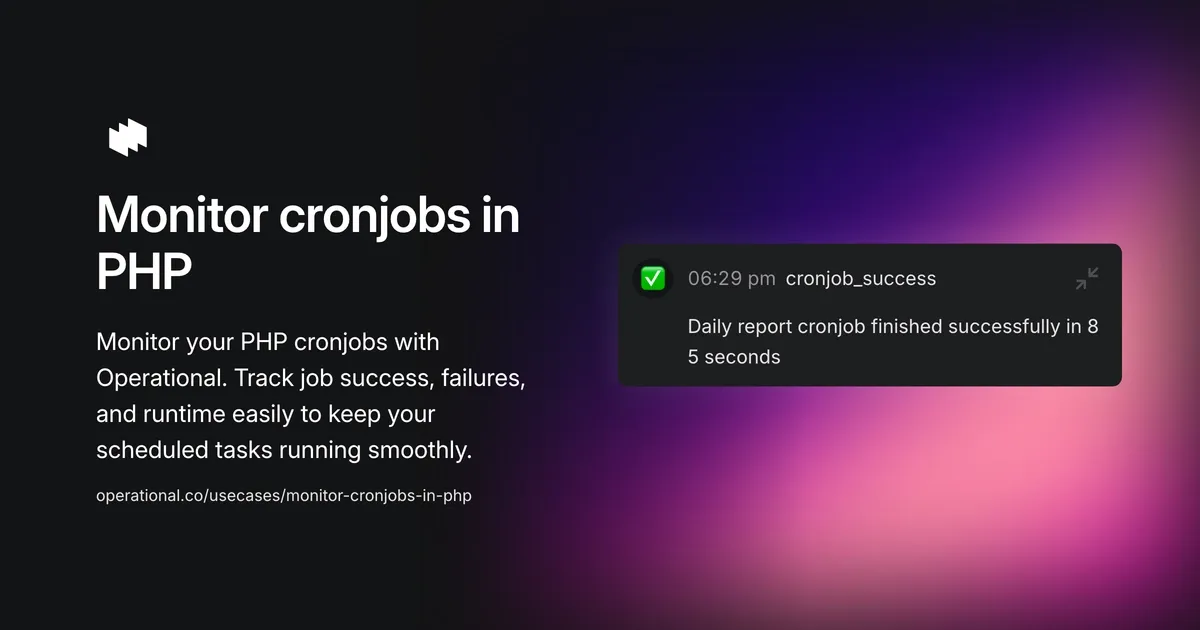 Monitor cronjobs in
PHP
Monitor your PHP cronjobs with
Operational. Track job success, failures,
and runtime easily to keep your
scheduled tasks running smoothly.
operational.co/usecases/monitor-cronjobs-in-php
06:29 pm cronjob_success
Daily report cronjob finished successfully in 8
5 seconds